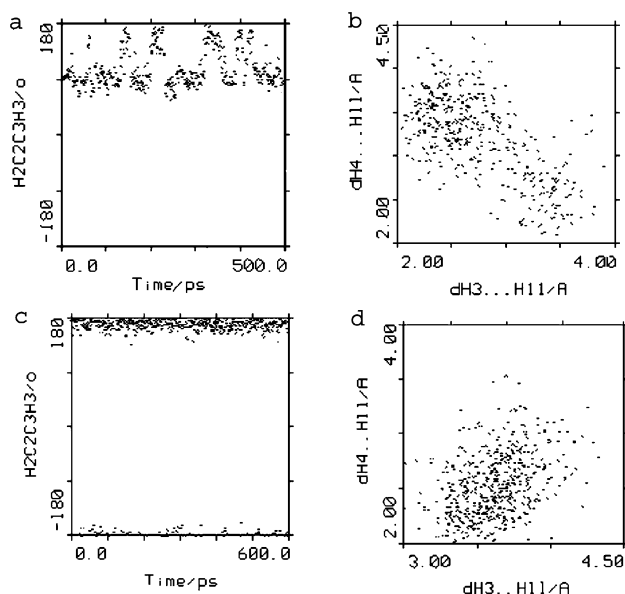 a
180
H2C2C3H3/o
-180
0.0
500.0
Time/ps
b
4.50
dH4...H11/A
2.00
2.00
4.00
dH3...H11/A
c
180
H2C2C3H3/o
-180
0.0
600.0
Time/ps
d
4.00
dH4..H11/A
2.00
3.00
4.50
dH3...H11/A